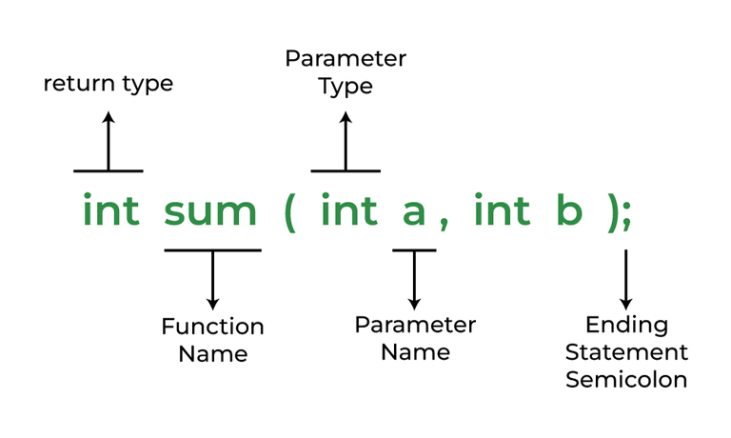 Parameter
Type
return type
int sum ( int a , int b );
Function
Name
Parameter
Name
Ending
Statement
Semicolon